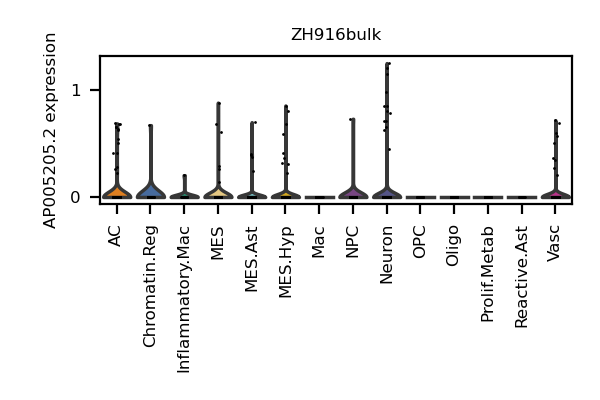 ZH916bulk
AP005205.2 expression
1
0
AC
Chromatin.Reg
Inflammatory.Mac
MES
MES.Ast
MES.Hyp
Mac
NPC
Neuron
OPC
Oligo
Prolif.Metab
Reactive.Ast
Vasc